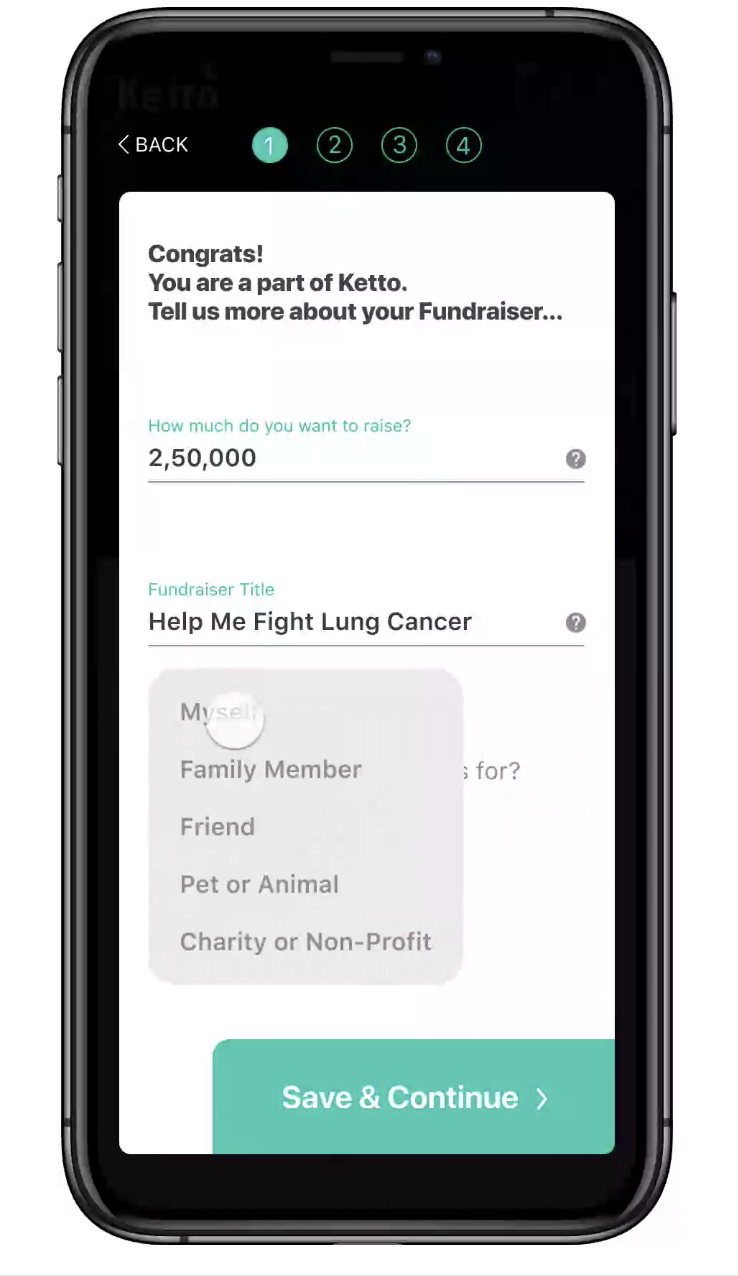 Ketto
BACK
1
2
3
4
Congrats!
You are a part of Ketto.
Tell us more about your Fundraiser...
How much do you want to raise?
2,50,000
?
Fundraiser Title
Help Me Fight Lung Cancer
?
Myself
Family Member
s for?
Friend
Pet or Animal
Charity or Non-Profit
Save & Continue